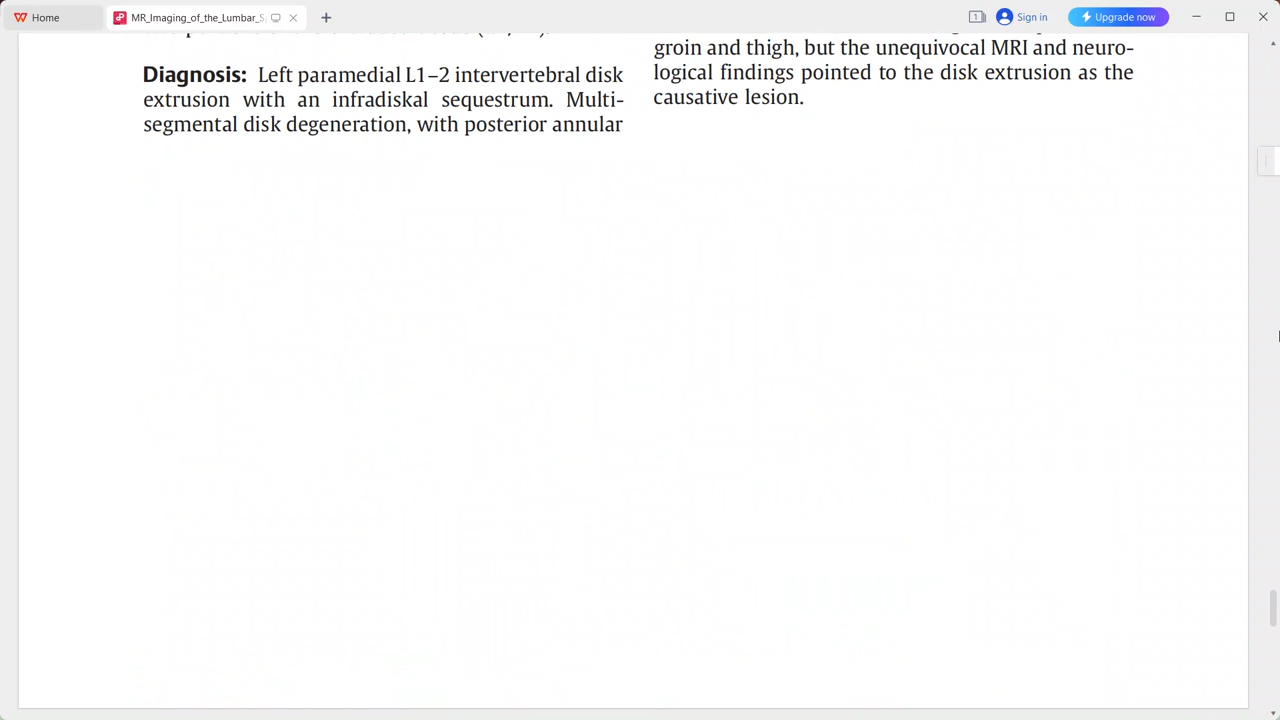 Home
MR_Imaging_of_the_Lumbar_S
1
Sign in
Upgrade now
Diagnosis: Left paramedial L1–2 intervertebral disk
extrusion with an infradiskal sequestrum. Multi-
segmental disk degeneration, with posterior annular
groin and thigh, but the unequivocal MRI and neuro-
logical findings pointed to the disk extrusion as the
causative lesion.